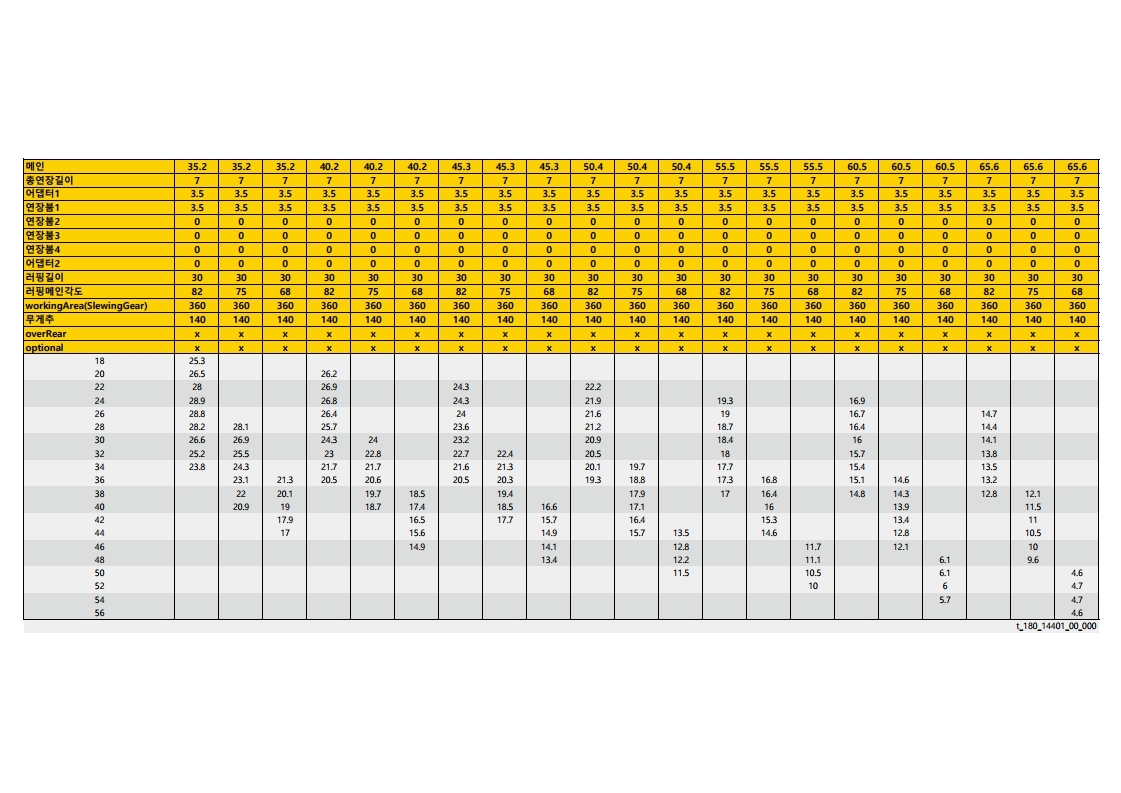 메인 35.2 35.2 35.2 40.2 40.2 40.2 45.3 45.3 45.3 50.4 50.4 50.4 55.5 55.5 55.5 60.5 60.5 60.5 65.6 65.6 65.6
총연장길이 7 7 7 7 7 7 7 7 7 7 7 7 7 7 7 7 7 7 7 7 7
어댑터1 3.5 3.5 3.5 3.5 3.5 3.5 3.5 3.5 3.5 3.5 3.5 3.5 3.5 3.5 3.5 3.5 3.5 3.5 3.5 3.5 3.5
연장붐1 3.5 3.5 3.5 3.5 3.5 3.5 3.5 3.5 3.5 3.5 3.5 3.5 3.5 3.5 3.5 3.5 3.5 3.5 3.5 3.5 3.5
연장붐2 0 0 0 0 0 0 0 0 0 0 0 0 0 0 0 0 0 0 0 0 0
연장붐3 0 0 0 0 0 0 0 0 0 0 0 0 0 0 0 0 0 0 0 0 0
연장붐4 0 0 0 0 0 0 0 0 0 0 0 0 0 0 0 0 0 0 0 0 0
어댑터2 0 0 0 0 0 0 0 0 0 0 0 0 0 0 0 0 0 0 0 0 0
러핑길이 30 30 30 30 30 30 30 30 30 30 30 30 30 30 30 30 30 30 30 30 30
러핑메인각도 82 75 68 82 75 68 82 75 68 82 75 68 82 75 68 82 75 68 82 75 68
workingArea(SlewingGear) 360 360 360 360 360 360 360 360 360 360 360 360 360 360 360 360 360 360 360 360 360
무게추 140 140 140 140 140 140 140 140 140 140 140 140 140 140 140 140 140 140 140 140 140
overRear x x x x x x x x x x x x x x x x x x x x x
optional x x x x x x x x x x x x x x x x x x x x x
18 25.3
20 26.5 26.2
22 28 26.9 24.3 22.2
24 28.9 26.8 24.3 21.9 19.3 16.9
26 28.8 26.4 24 21.6 19 16.7 14.7
28 28.2 28.1 25.7 23.6 21.2 18.7 16.4 14.4
30 26.6 26.9 24.3 24 23.2 20.9 18.4 16 14.1
32 25.2 25.5 23 22.8 22.7 22.4 20.5 18 15.7 13.8
34 23.8 24.3 21.7 21.7 21.6 21.3 20.1 19.7 17.7 15.4 13.5
36 23.1 21.3 20.5 20.6 20.5 20.3 19.3 18.8 17.3 16.8 15.1 14.6 13.2
38 22 20.1 19.7 18.5 19.4 17.9 17 16.4 14.8 14.3 12.8 12.1
40 20.9 19 18.7 17.4 18.5 16.6 17.1 16 13.9 11.5
42 17.9 16.5 17.7 15.7 16.4 15.3 13.4 11
44 17 15.6 14.9 15.7 13.5 14.6 12.8 10.5
46 14.9 14.1 12.8 11.7 12.1 10
48 13.4 12.2 11.1 6.1 9.6
50 11.5 10.5 6.1 4.6
52 10 6 4.7
54 5.7 4.7
56 4.6
t_180_14401_00_000